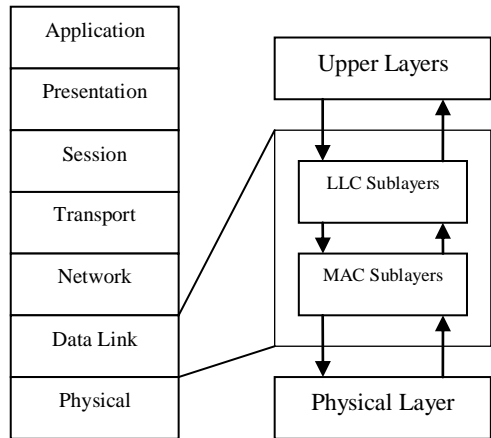 Application
Presentation
Session
Transport
Network
Data Link
Physical
Upper Layers
LLC Sublayers
MAC Sublayers
Physical Layer